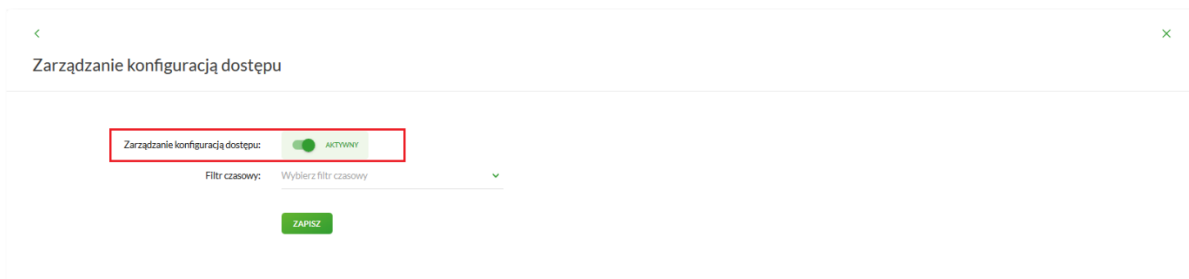 Zarządzanie konfiguracją dostępu
Zarządzanie konfiguracją dostępu: AKTYWNY
Filtr czasowy: Wybierz filtr czasowy
ZAPISZ